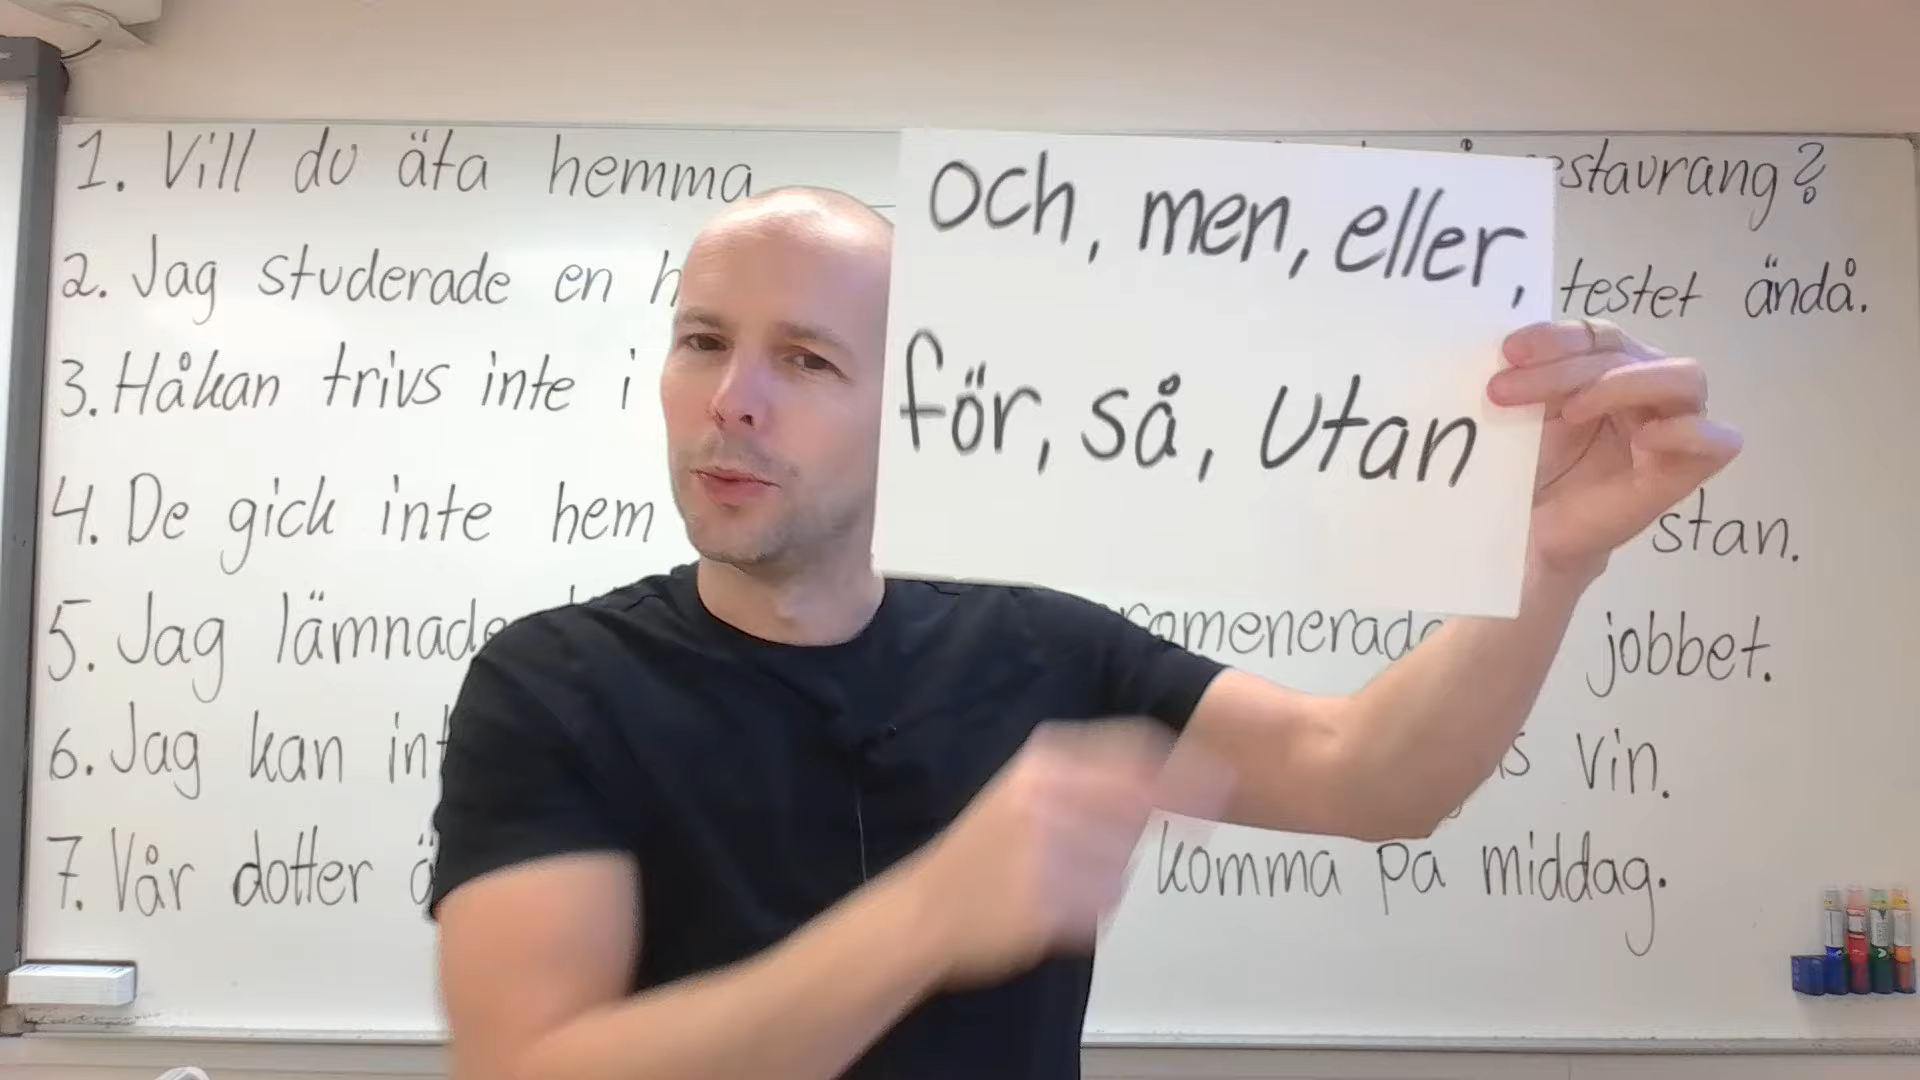 1. Vill du äta hemma restaurang?
2. Jag studerade en testet ändå.
3. Håkan trivs inte i
4. De gick inte hem stan.
5. Jag lämnade jobbet.
6. Jag kan vin.
7. Vår dotter komma på middag.
och, men, eller,
för, så, utan